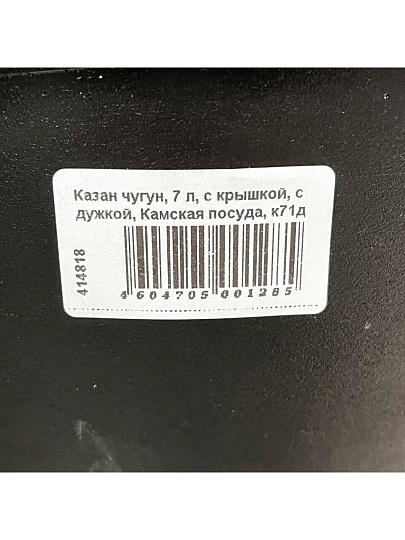 Казан чугун, 7 л, с крышкой, с
дужкой, Камская посуда, к71д
414818
4 604705 001285